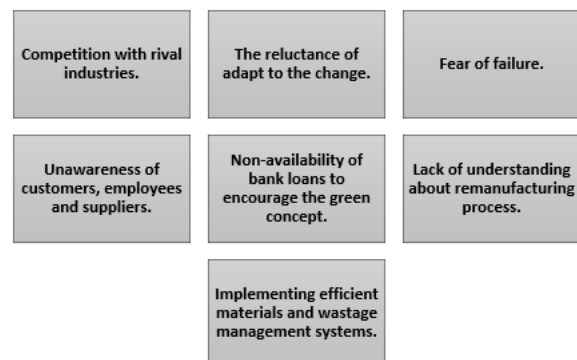 Competition with rival
industries.
The reluctance of
adapt to the change.
Fear of failure.
Unawareness of
customers, employees
and suppliers.
Non-availability of
bank loans to
encourage the green
concept.
Lack of understanding
about remanufacturing
process.
Implementing efficient
materials and wastage
management systems.